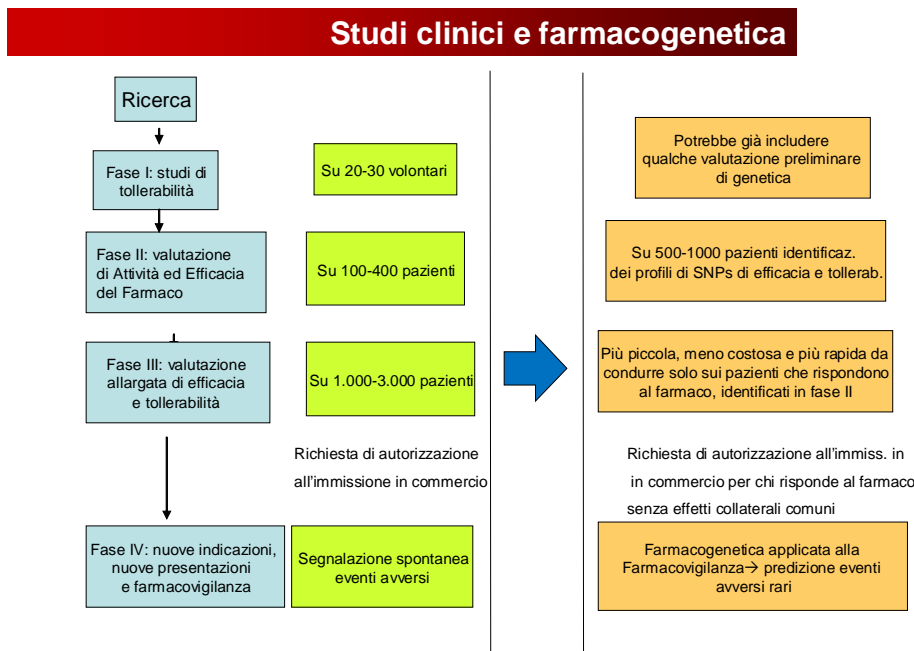 Studi clinici e farmacogenetica
Ricerca
Fase I: studi di
tollerabilità
Su 20-30 volontari
Potrebbe già includere
qualche valutazione preliminare
di genetica
Fase II: valutazione
di Attività ed Efficacia
del Farmaco
Su 100-400 pazienti
Su 500-1000 pazienti identificaz.
dei profili di SNPs di efficacia e tollerab.
Fase III: valutazione
allargata di efficacia
e tollerabilità
Su 1.000-3.000 pazienti
Più piccola, meno costosa e più rapida da
condurre solo sui pazienti che rispondono
al farmaco, identificati in fase II
Richiesta di autorizzazione
all’immissione in commercio
Richiesta di autorizzazione all’immiss. in
in commercio per chi risponde al farmaco
senza effetti collaterali comuni
Fase IV: nuove indicazioni,
nuove presentazioni
e farmacovigilanza
Segnalazione spontanea
eventi avversi
Farmacogenetica applicata alla
Farmacovigilanza→ predizione eventi
avversi rari